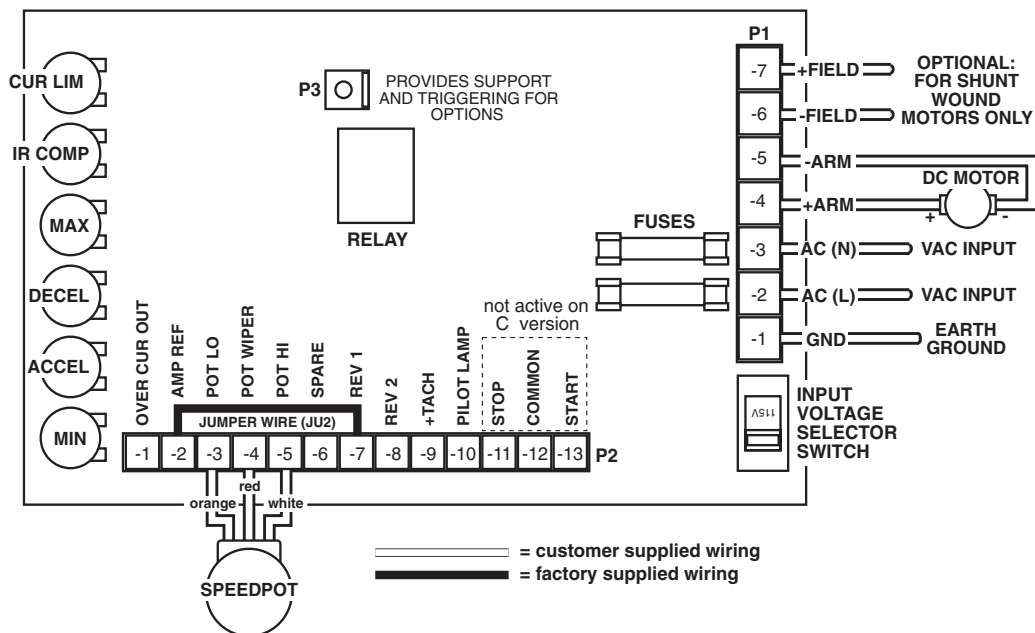 CUR LIM
IR COMP
MAX
DECEL
ACCEL
MIN
P3
PROVIDES SUPPORT
AND TRIGGERING FOR
OPTIONS
RELAY
FUSES
P1
-7
+FIELD
-6
-FIELD
OPTIONAL:
FOR SHUNT
WOUND
MOTORS ONLY
-5
-ARM
DC MOTOR
-4
+ARM
+
-
-3
AC (N)
VAC INPUT
-2
AC (L)
VAC INPUT
-1
GND
EARTH
GROUND
115V
INPUT
VOLTAGE
SELECTOR
SWITCH
not active on
C version
OVER CUR OUT
AMP REF
POT LO
POT WIPER
POT HI
SPARE
REV 1
REV 2
+TACH
PILOT LAMP
STOP
COMMON
START
JUMPER WIRE (JU2)
-1 -2 -3 -4 -5 -6 -7 -8 -9 -10 -11 -12 -13 P2
orange
red
white
SPEEDPOT
= customer supplied wiring
= factory supplied wiring